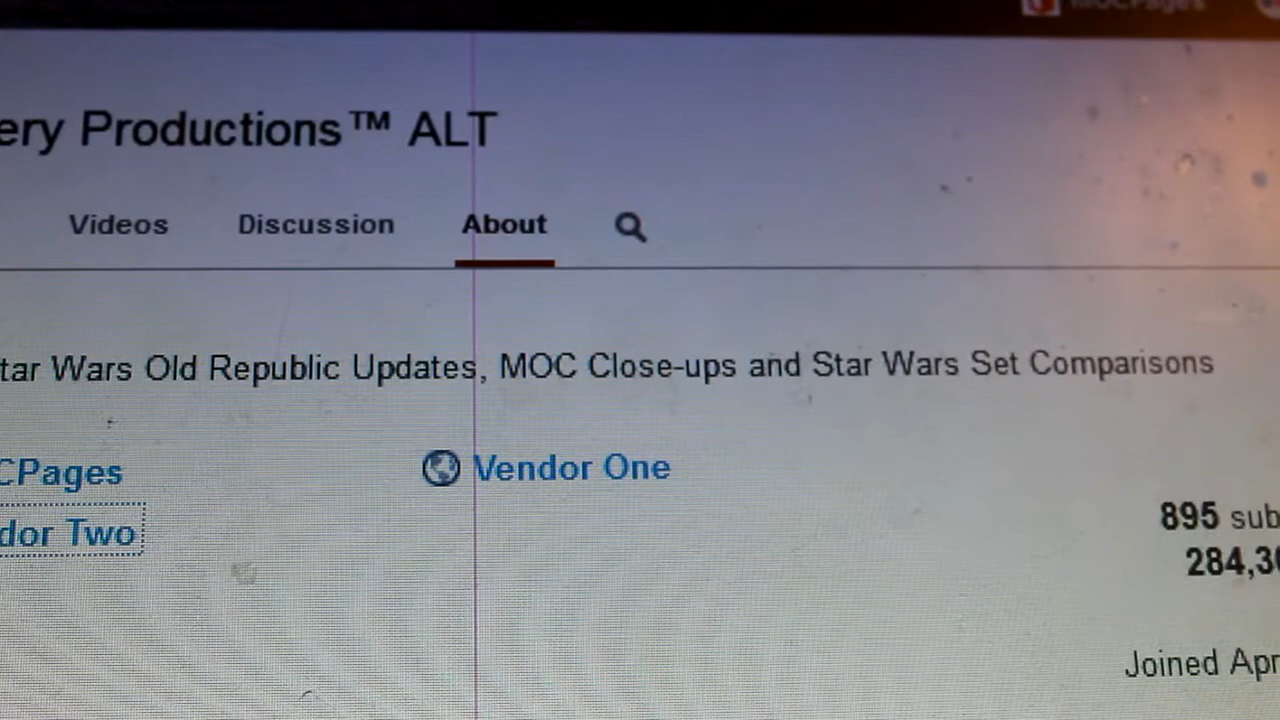 MOCPages
ery Productions™ ALT
Videos Discussion About
tar Wars Old Republic Updates, MOC Close-ups and Star Wars Set Comparisons
CPages Vendor One
dor Two
895 sub
284,3
Joined Apr